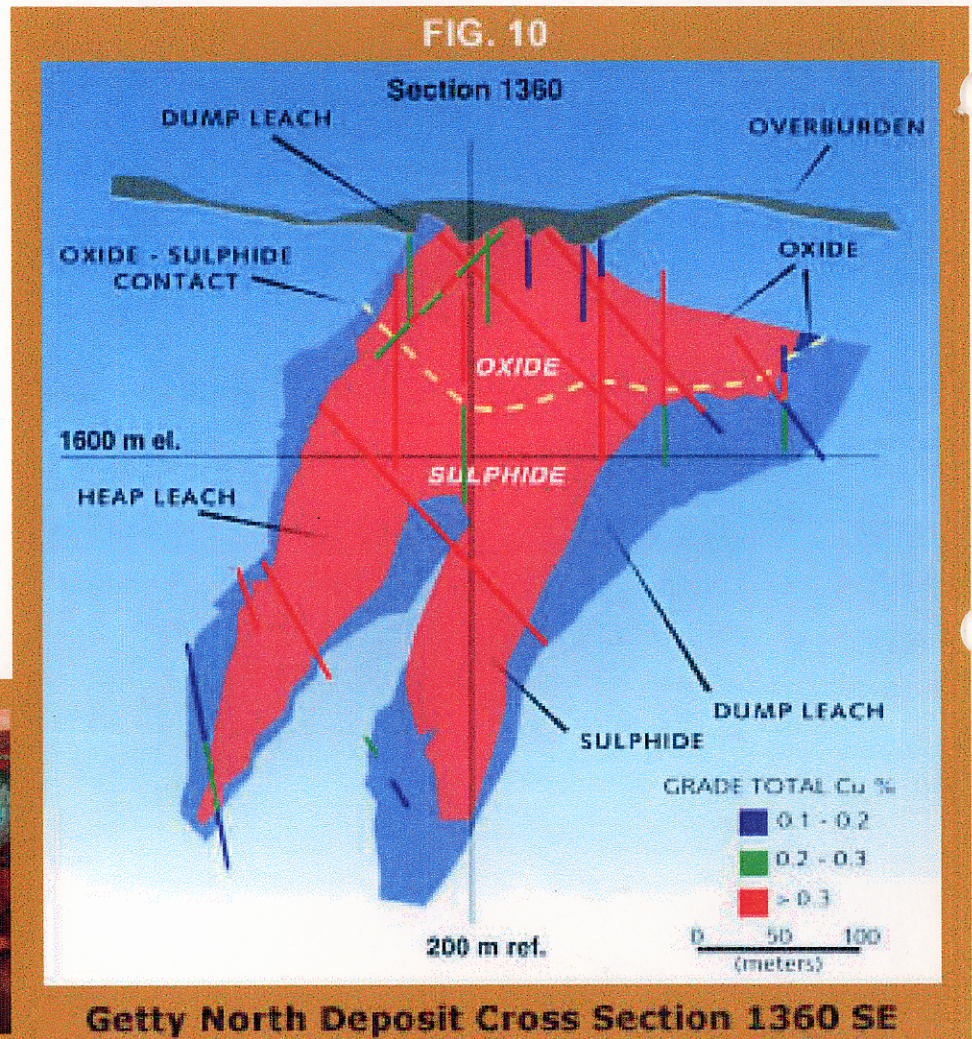 FIG. 10
Section 1360
DUMP LEACH
OVERBURDEN
OXIDE - SULPHIDE
CONTACT
OXIDE
OXIDE
1600 m el.
SULPHIDE
HEAP LEACH
DUMP LEACH
SULPHIDE
GRADE TOTAL Cu %
0.1 - 0.2
0.2 - 0.3
> 0.3
0 50 100
(meters)
200 m ref.
Getty North Deposit Cross Section 1360 SE